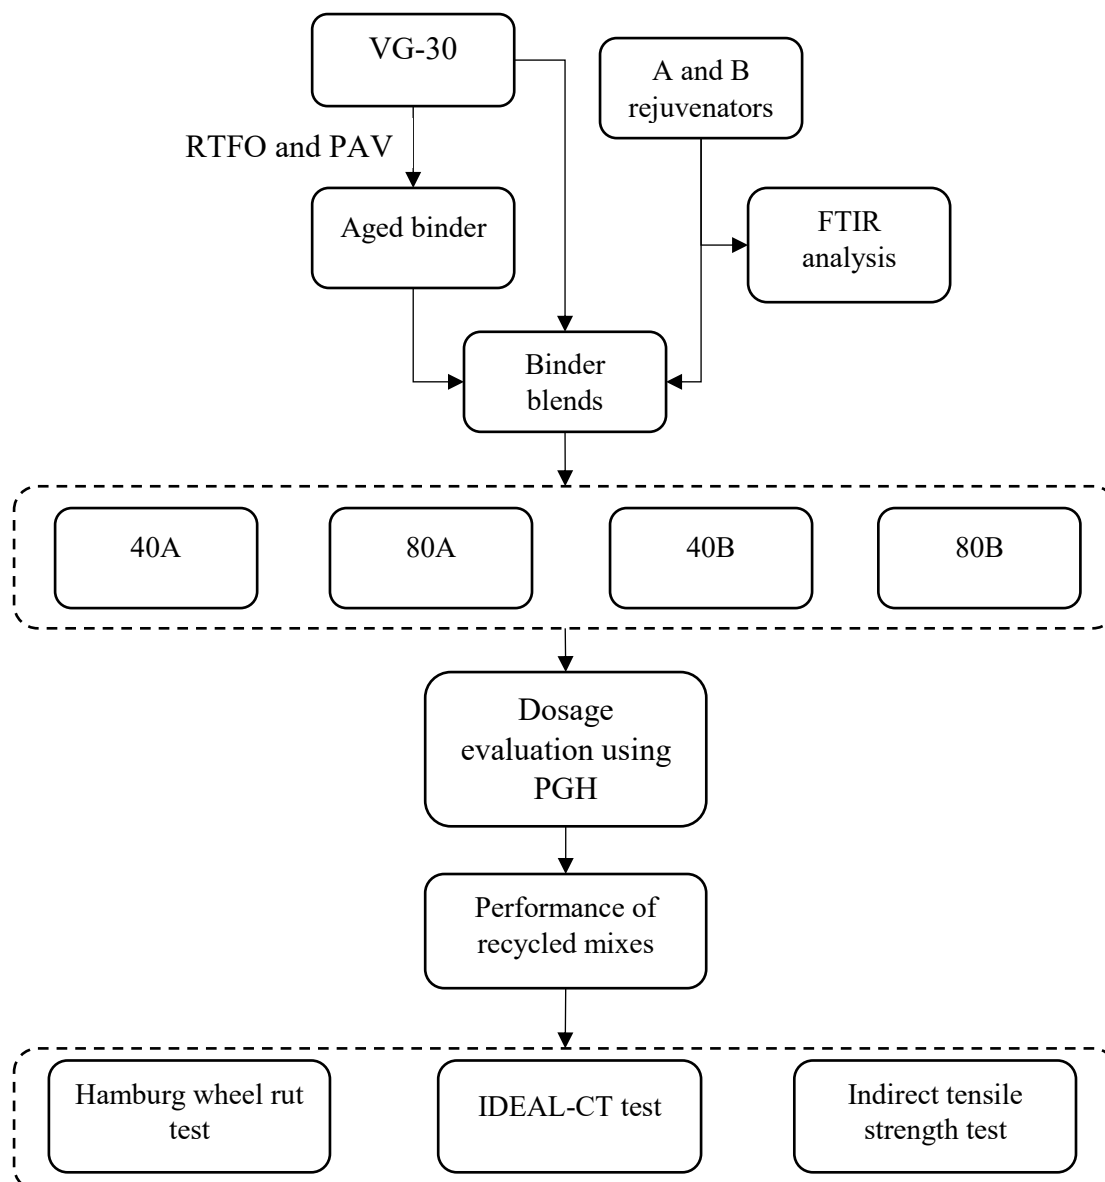 VG-30
A and B
rejuvenators
RTFO and PAV
Aged binder
FTIR
analysis
Binder
blends
40A
80A
40B
80B
Dosage
evaluation using
PGH
Performance of
recycled mixes
Hamburg wheel rut
test
IDEAL-CT test
Indirect tensile
strength test